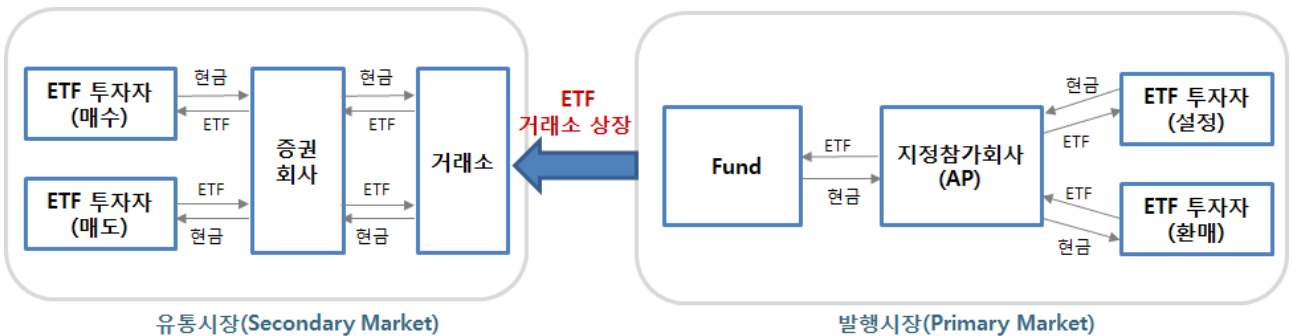 ETF 투자자
(매수)
현금
ETF
ETF 투자자
(매도)
ETF
현금
증권
회사
현금
ETF
ETF
현금
거래소
ETF
거래소 상장
Fund
ETF
현금
지정참가회사
(AP)
현금
ETF
ETF
현금
ETF 투자자
(설정)
ETF 투자자
(환매)
유통시장(Secondary Market)
발행시장(Primary Market)